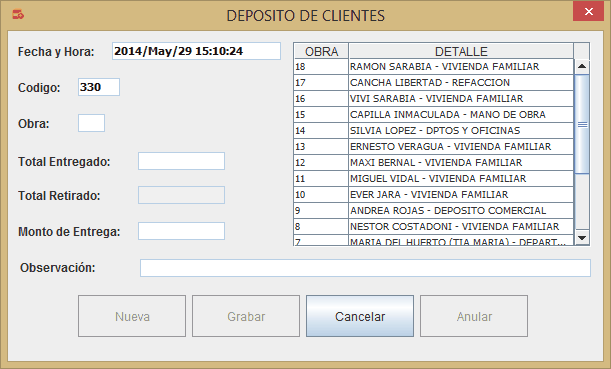 DEPOSITO DE CLIENTES
Fecha y Hora: 2014/May/29 15:10:24
Codigo: 330
Obra:
Total Entregado:
Total Retirado:
Monto de Entrega:
OBRA DETALLE
18 RAMON SARABIA - VIVIENDA FAMILIAR
17 CANCHA LIBERTAD - REFACCION
16 VIVI SARABIA - VIVIENDA FAMILIAR
15 CAPILLA INMACULADA - MANO DE OBRA
14 SILVIA LOPEZ - DPTOS Y OFICINAS
13 ERNESTO VERAGUA - VIVIENDA FAMILIAR
12 MAXI BERNAL - VIVIENDA FAMILIAR
11 MIGUEL VIDAL - VIVIENDA FAMILIAR
10 EVER JARA - VIVIENDA FAMILIAR
9 ANDREA ROJAS - DEPOSITO COMERCIAL
8 NESTOR COSTADONI - VIVIENDA FAMILIAR
7 MARIA DEL HUERTO (TIA MARIA) - DEPART...
Observación:
Nueva Grabar Cancelar Anular